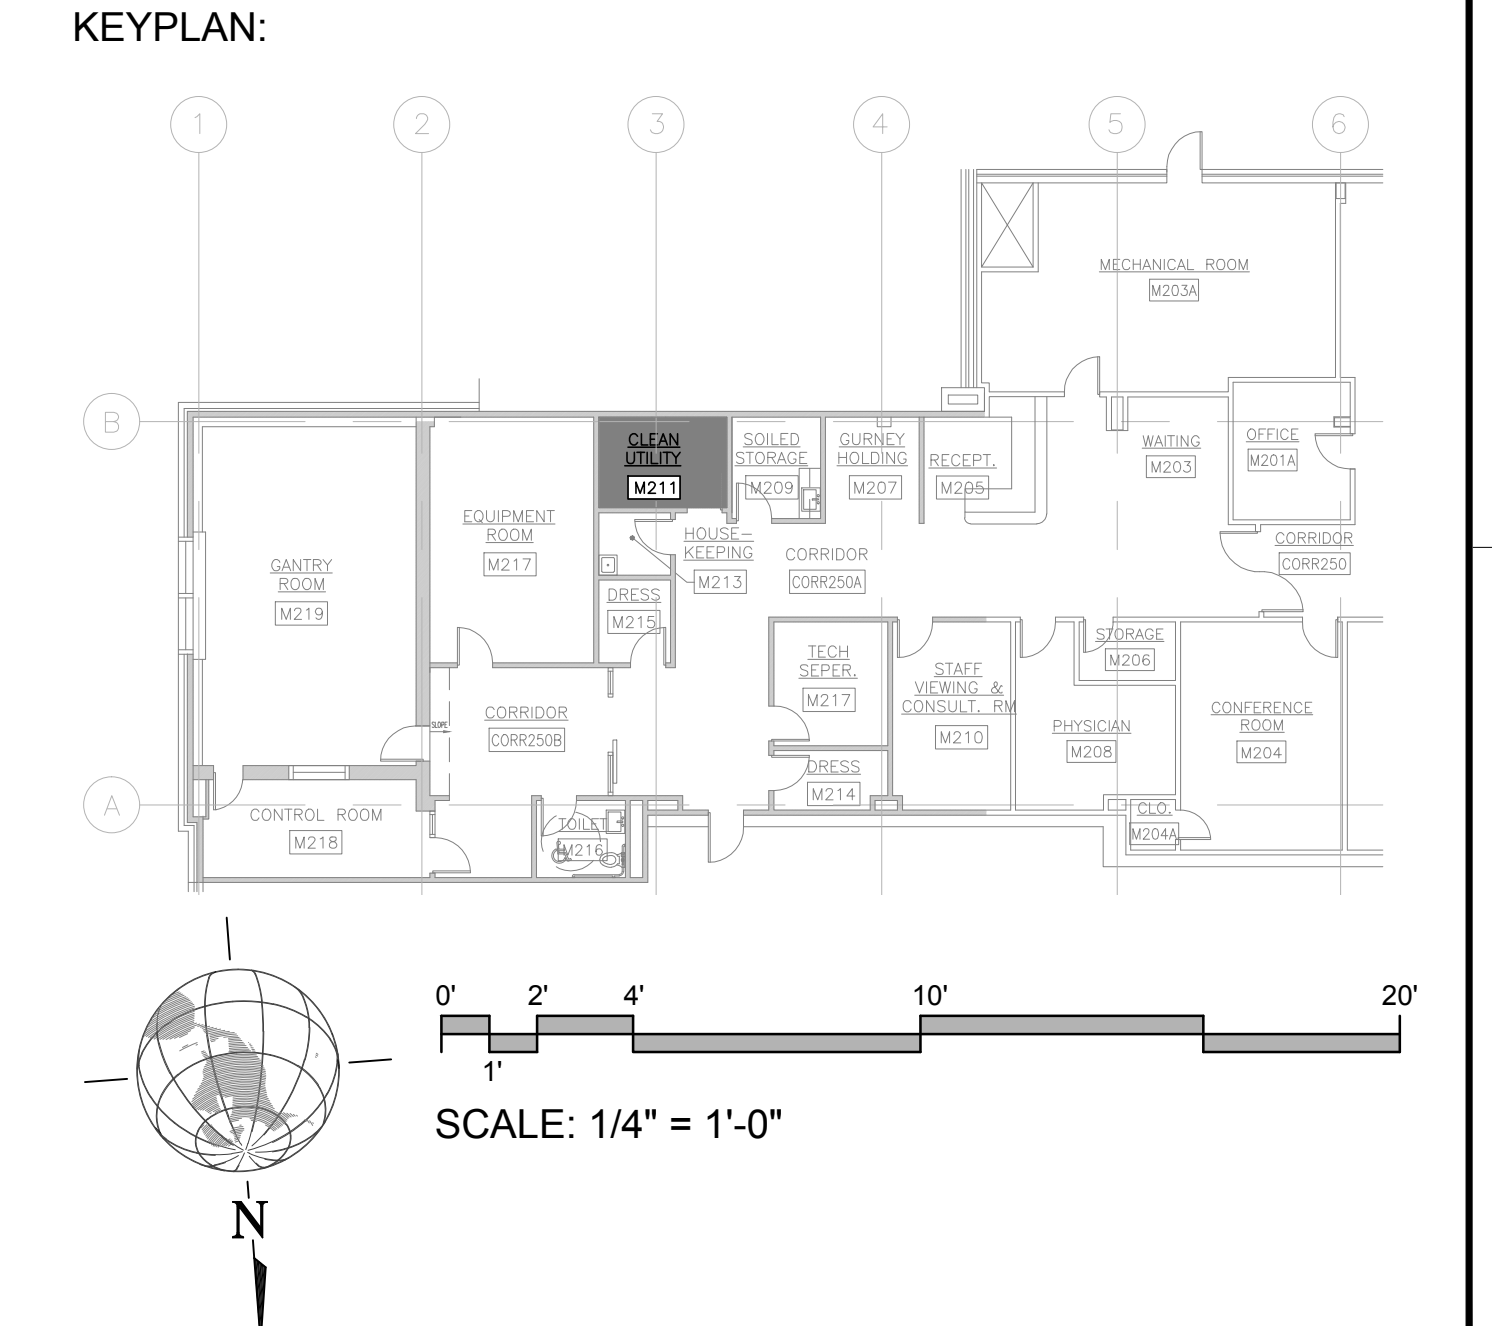 KEYPLAN:
1
2
3
4
5
6
MECHANICAL ROOM
M203A
B
CLEAN
UTILITY
M211
SOILED
STORAGE
M209
GURNEY
HOLDING
M207
RECEPT.
M205
WAITING
M203
OFFICE
M201A
EQUIPMENT
ROOM
M217
HOUSE-
KEEPING
M213
CORRIDOR
CORR250A
CORRIDOR
CORR250
GANTRY
ROOM
M219
DRESS
M215
TECH
SEPER.
M217
STAFF
VIEWING &
CONSULT. RM
M210
STORAGE
M206
CORRIDOR
CORR250B
SLOPE
PHYSICIAN
M208
CONFERENCE
ROOM
M204
DRESS
M214
A
CONTROL ROOM
M218
TOILET
M216
CLO.
M204A
0'
2'
4'
10'
20'
1'
SCALE: 1/4" = 1'-0"
N